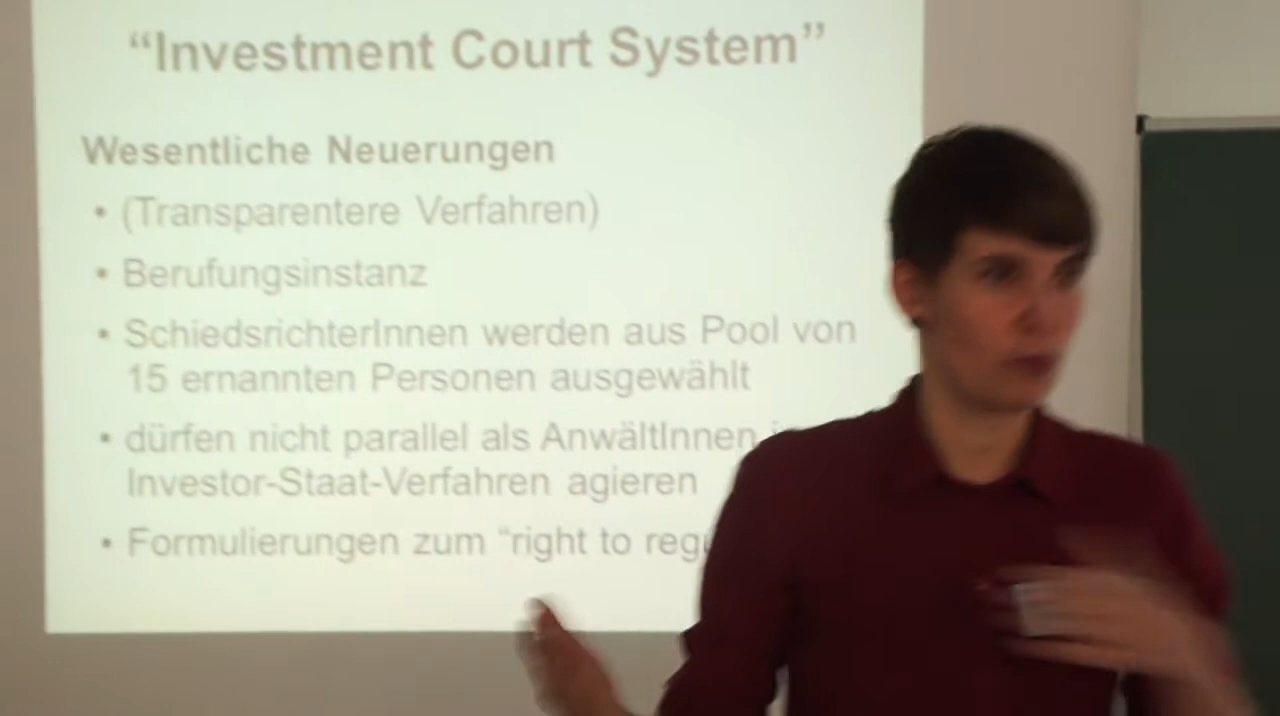 “Investment Court System”
Wesentliche Neuerungen
• (Transparentere Verfahren)
• Berufungsinstanz
• SchiedsrichterInnen werden aus Pool von
15 ernannten Personen ausgewählt
• dürfen nicht parallel als AnwältInnen
Investor-Staat-Verfahren agieren
• Formulierungen zum “right to